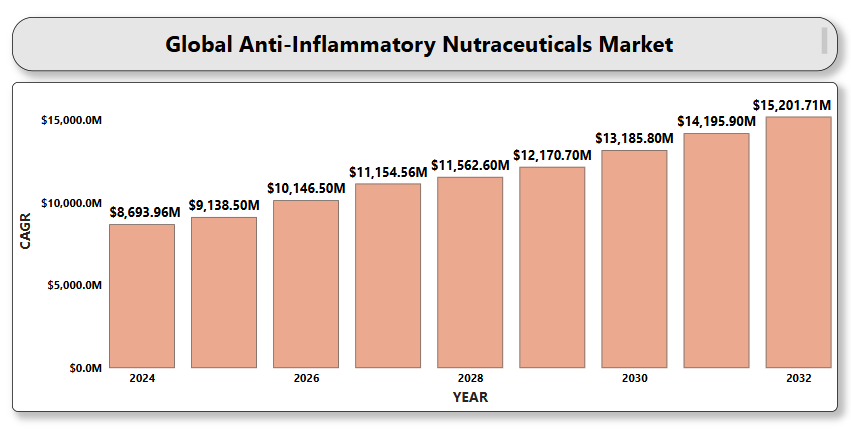 Global Anti-Inflammatory Nutraceuticals Market
$15,000.0M
$10,000.0M
$5,000.0M
$0.0M
CAGR
$8,693.96M
$9,138.50M
$10,146.50M
$11,154.56M
$11,562.60M
$12,170.70M
$13,185.80M
$14,195.90M
$15,201.71M
2024
2026
2028
2030
2032
YEAR